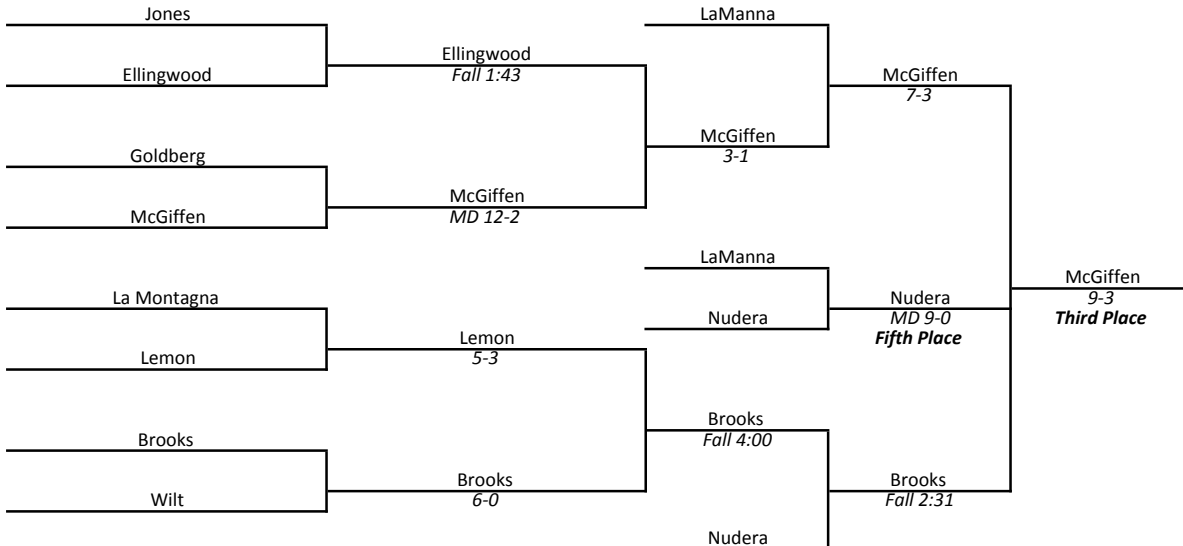 Jones
LaManna
Ellingwood
Fall 1:43
Ellingwood
McGiffen
7-3
McGiffen
3-1
Goldberg
McGiffen
MD 12-2
McGiffen
LaManna
McGiffen
9-3
Third Place
La Montagna
Nudera
Nudera
MD 9-0
Fifth Place
Lemon
5-3
Lemon
Brooks
Fall 4:00
Brooks
Brooks
6-0
Brooks
Fall 2:31
Wilt
Nudera